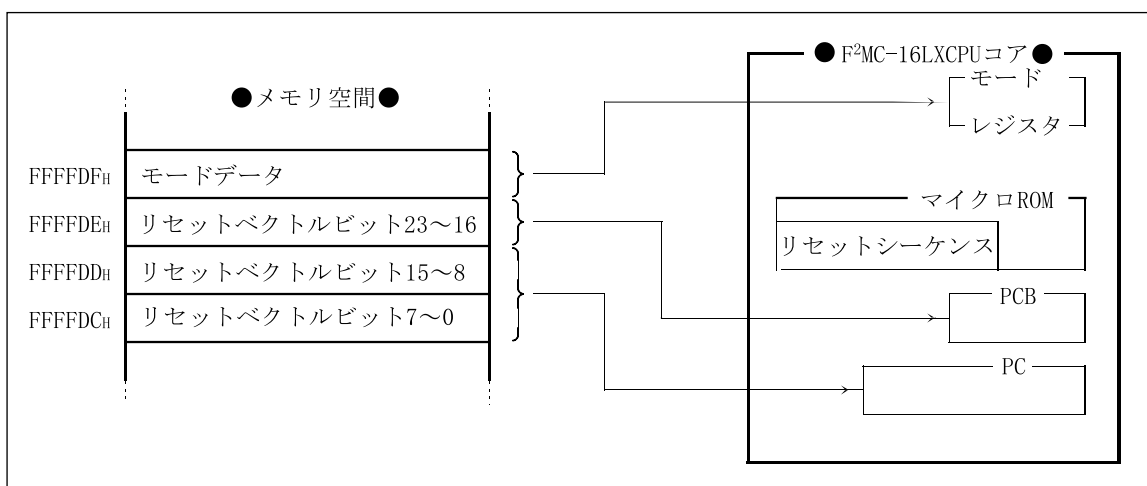 ●メモリ空間●
FFFFDFH モードデータ
FFFFDEH リセットベクトルビット23～16
FFFFDDH リセットベクトルビット15～8
FFFFDCH リセットベクトルビット7～0
●F²MC-16LXCPUコア●
モード
レジスタ
マイクロROM
リセットシーケンス
PCB
PC